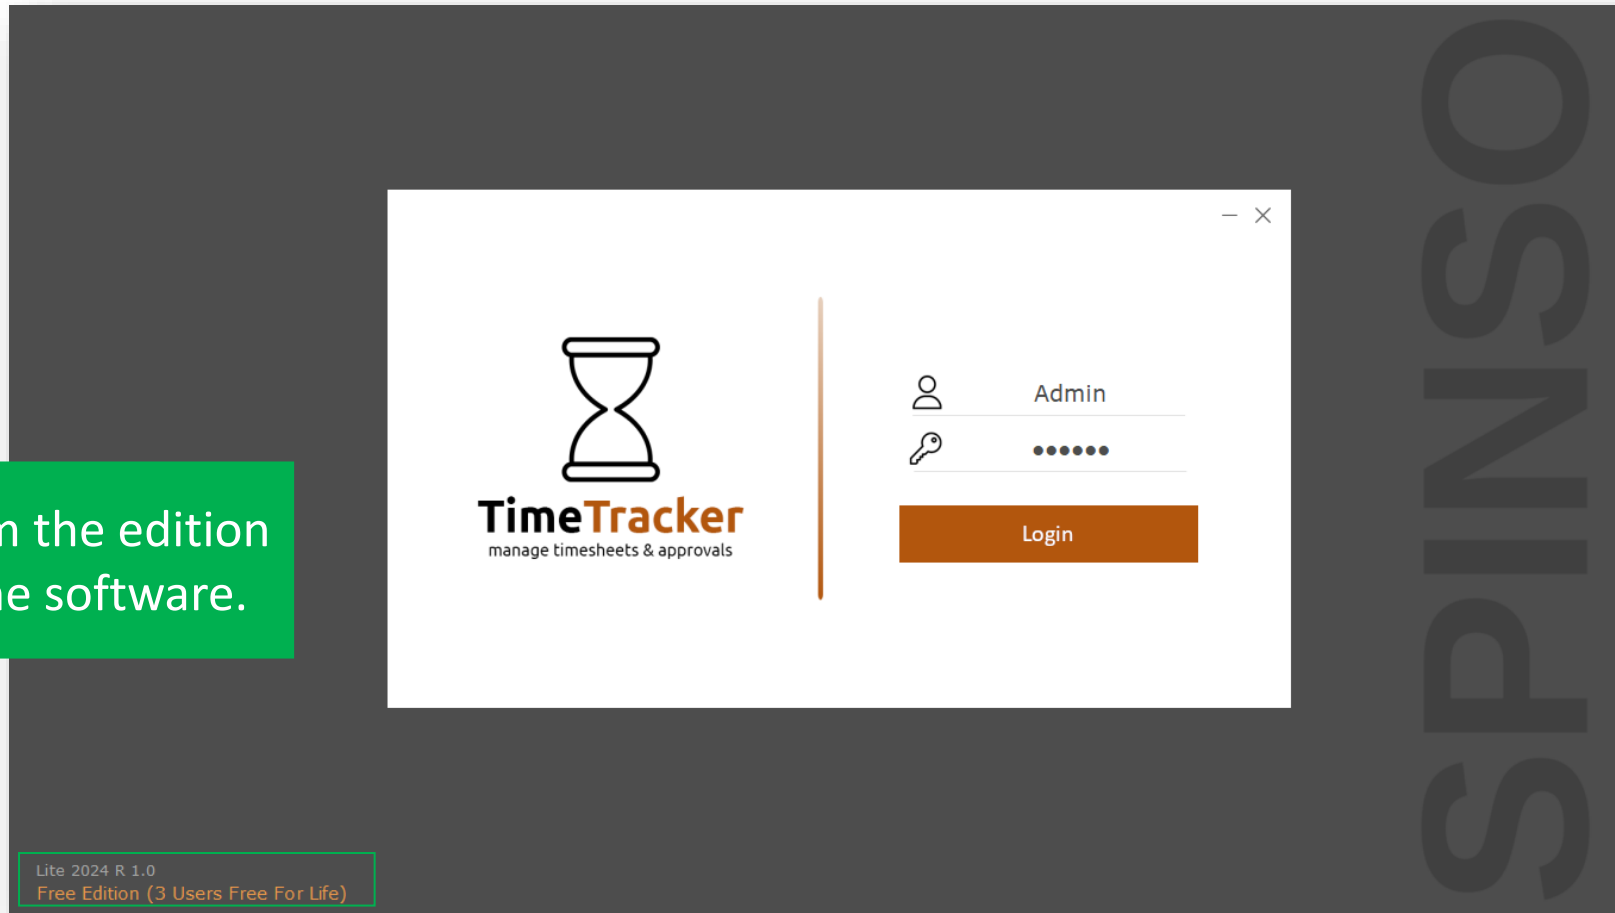 SPINSO
Admin
••••••
Login
TimeTracker
manage timesheets & approvals
the edition
software.
Lite 2024 R 1.0
Free Edition (3 Users Free For Life)